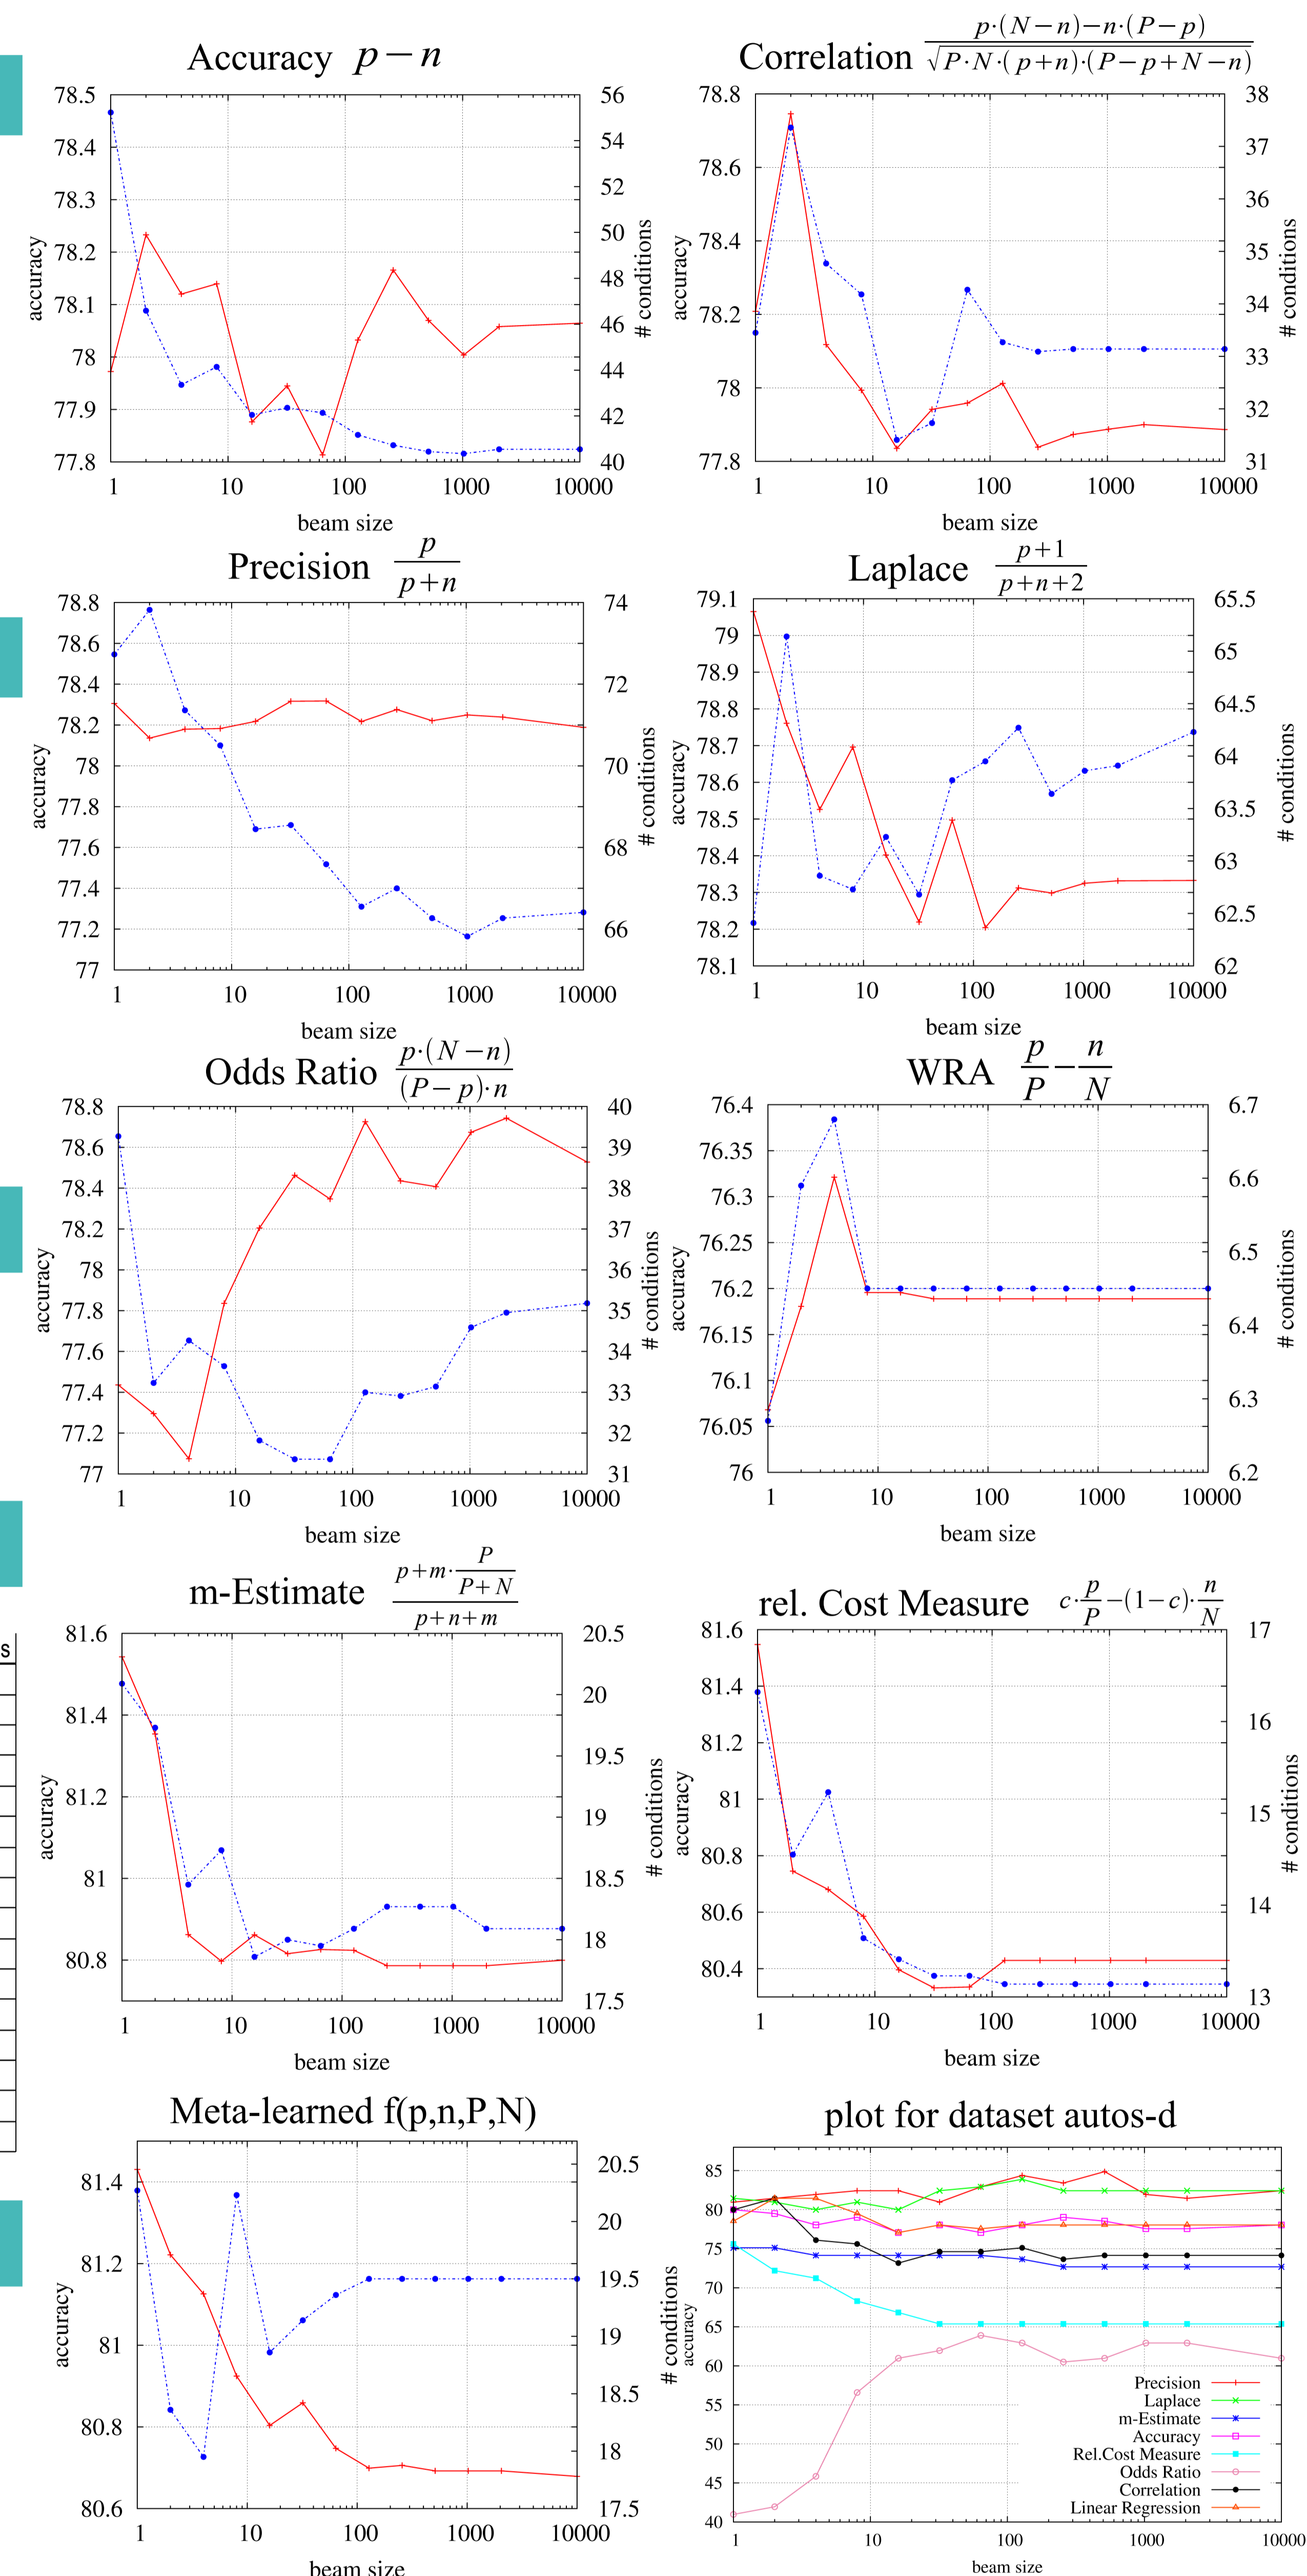 Accuracy p−n
78.5
78.4
78.3
78.2
78.1
78
77.9
77.8
56
54
52
50
48
46
44
42
40
accuracy
# conditions
1 10 100 1000 10000
beam size
Correlation p·(N−n)−n·(P−p)
√P·N·(p+n)·(P−p+N−n)
78.8
78.6
78.4
78.2
78
77.8
38
37
36
35
34
33
32
31
accuracy
# conditions
1 10 100 1000 10000
beam size
Precision p
p+n
78.8
78.6
78.4
78.2
78
77.8
77.6
77.4
77.2
77
74
72
70
68
66
accuracy
# conditions
1 10 100 1000 10000
beam size
Laplace p+1
p+n+2
79.1
79
78.9
78.8
78.7
78.6
78.5
78.4
78.3
78.2
78.1
65.5
65
64.5
64
63.5
63
62.5
62
accuracy
# conditions
1 10 100 1000 10000
beam size
Odds Ratio p·(N−n)
(P−p)·n
78.8
78.6
78.4
78.2
78
77.8
77.6
77.4
77.2
77
40
39
38
37
36
35
34
33
32
31
accuracy
# conditions
1 10 100 1000 10000
beam size
WRA p/P − n/N
76.4
76.35
76.3
76.25
76.2
76.15
76.1
76.05
76
6.7
6.6
6.5
6.4
6.3
6.2
accuracy
# conditions
1 10 100 1000 10000
beam size
m-Estimate p+m·P/P+N
p+n+m
81.6
81.4
81.2
81
80.8
20.5
20
19.5
19
18.5
18
17.5
accuracy
# conditions
1 10 100 1000 10000
beam size
rel. Cost Measure c·p/P−(1−c)·n/N
81.6
81.4
81.2
81
80.8
80.6
80.4
17
16
15
14
13
accuracy
# conditions
1 10 100 1000 10000
beam size
s
Meta-learned f(p,n,P,N)
81.4
81.2
81
80.8
80.6
20.5
20
19.5
19
18.5
18
17.5
accuracy
# conditions
1 10 100 1000 10000
beam size
plot for dataset autos-d
85
80
75
70
65
60
55
50
45
40
accuracy
Precision
Laplace
m-Estimate
Accuracy
Rel.Cost Measure
Odds Ratio
Correlation
Linear Regression
1 10 100 1000 10000
beam size